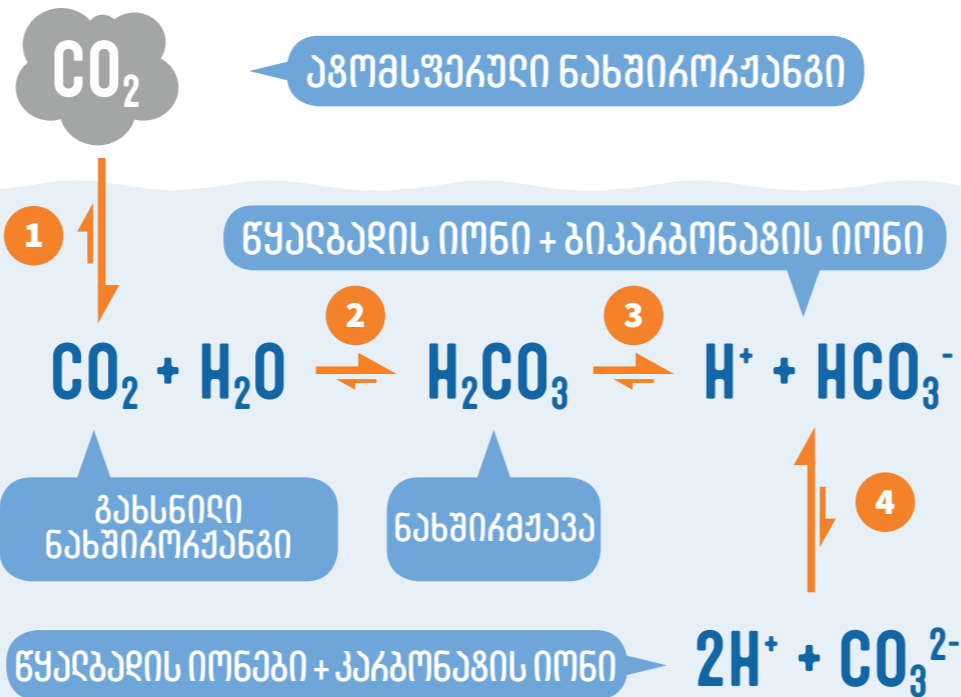 CO₂
ატმოსფერული ნახშირორჟანგი
1
წყალბადის იონი + ბიკარბონატის იონი
2
3
CO₂ + H₂O ⇌ H₂CO₃ ⇌ H⁺ + HCO₃⁻
გახსნილი
ნახშირორჟანგი
ნახშირმჟავა
4
წყალბადის იონები + კარბონატის იონი
2H⁺ + CO₃²⁻